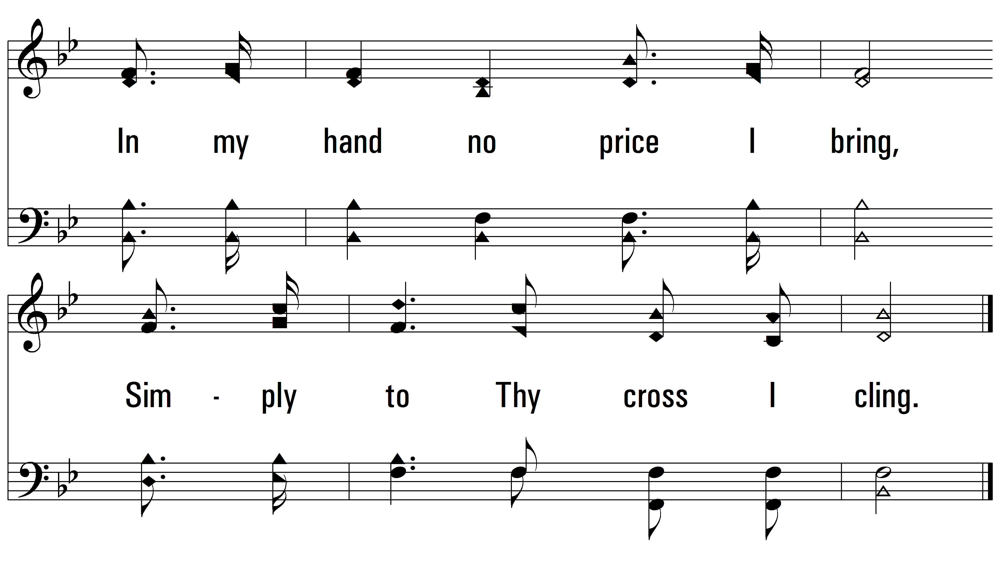 In my hand no price I bring,
Sim - ply to Thy cross I cling.